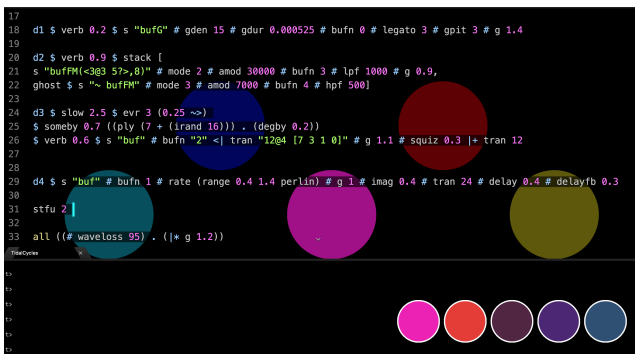 17
18 d1 $ verb 0.2 $ s "bufG" # gden 15 # gdur 0.000525 # bufn 0 # legato 3 # gpit 3 # g 1.4
19
20 d2 $ verb 0.9 $ stack [
21 s "bufFM(<3@3 5?>,8)" # mode 2 # amod 30000 # bufn 3 # lpf 1000 # g 0.9,
22 ghost $ s "~ bufFM" # mode 3 # amod 7000 # bufn 4 # hpf 500]
23
24 d3 $ slow 2.5 $ evr 3 (0.25 ~>)
25 $ someby 0.7 ((ply (7 + (irand 16))) . (degby 0.2))
26 $ verb 0.6 $ s "buf" # bufn "2" <| tran "12@4 [7 3 1 0]" # g 1.1 # squiz 0.3 |+ tran 12
27
28
29 d4 $ s "buf" # bufn 1 # rate (range 0.4 1.4 perlin) # g 1 # imag 0.4 # tran 24 # delay 0.4 # delayfb 0.3
30
31 stfu 2
32
33 all ((# waveloss 95) . (|* g 1.2))
TidalCycles ×
t>
t>
t>
t>
t>
t>